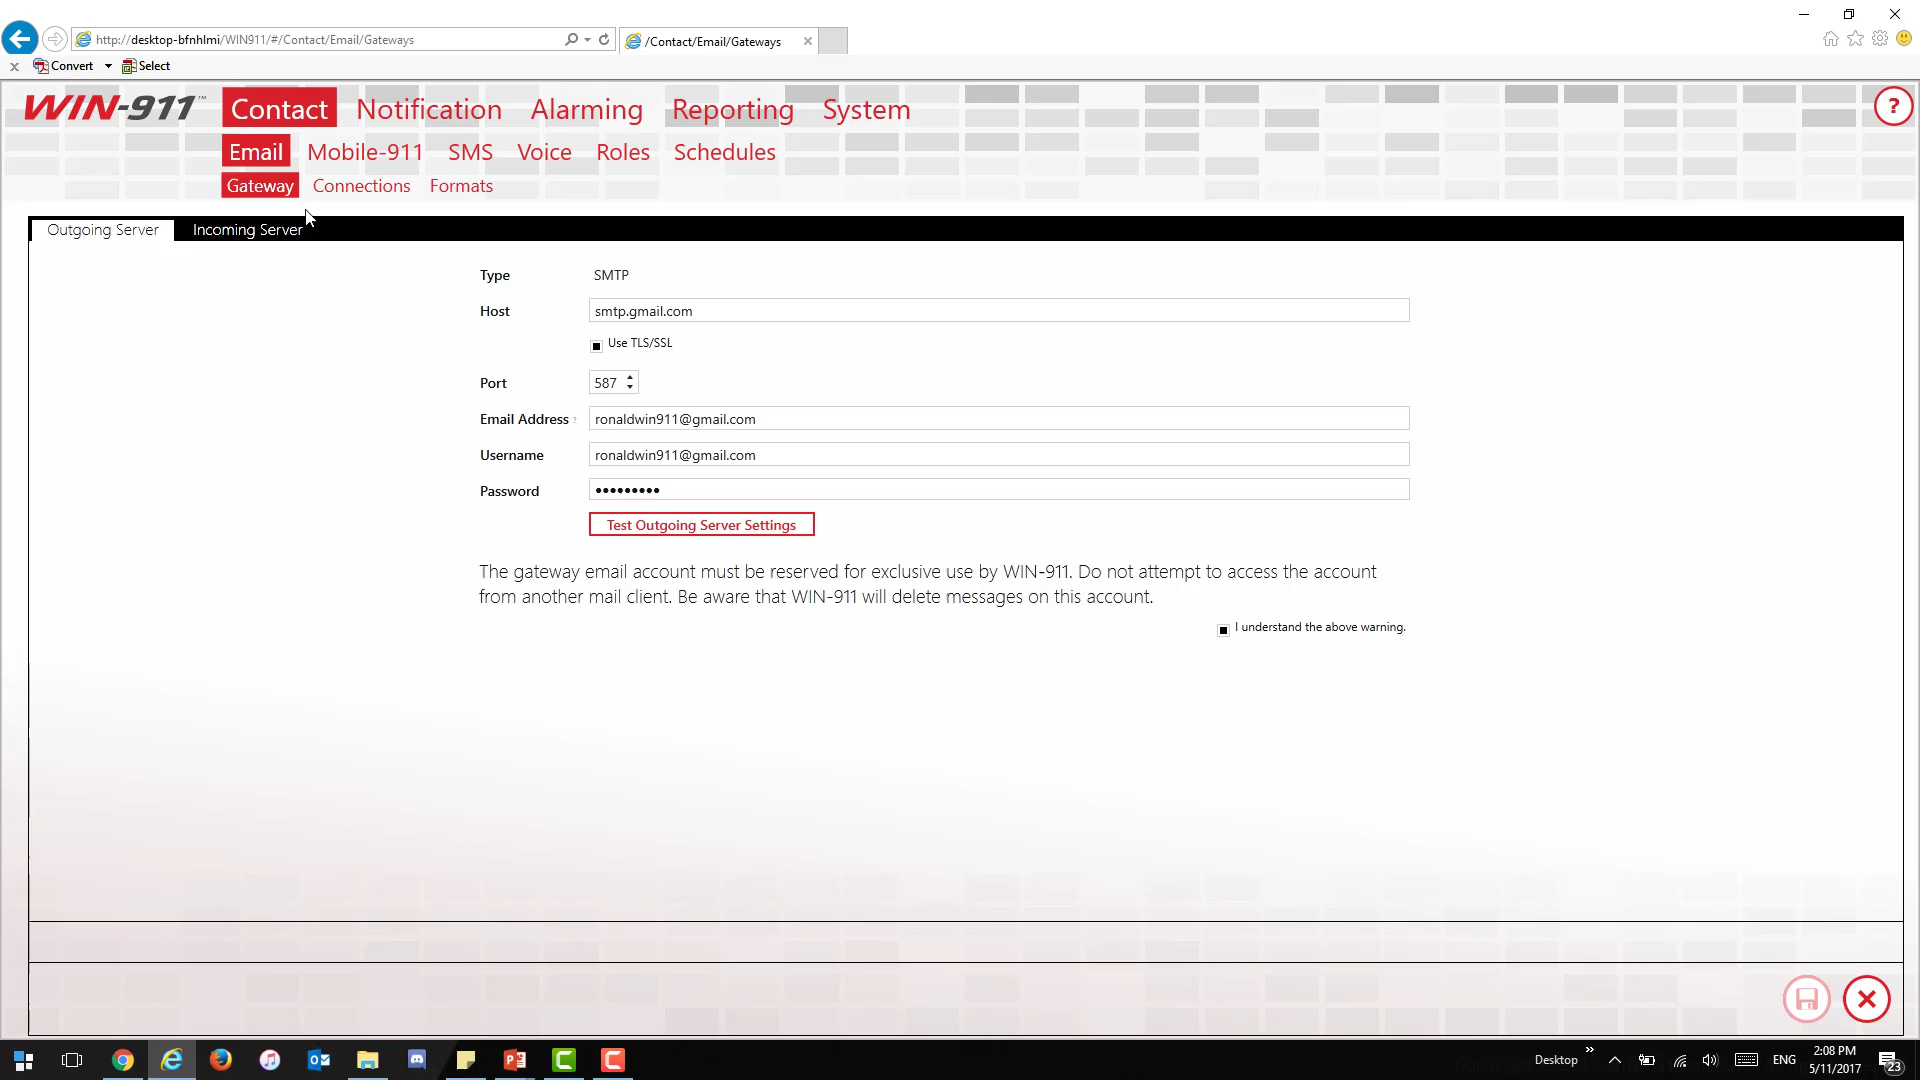 http://desktop-bfnhlmi/WIN911/#/Contact/Email/Gateways
/Contact/Email/Gateways
x Convert Select
WIN-911™ Contact Notification Alarming Reporting System ?
Email Mobile-911 SMS Voice Roles Schedules
Gateway Connections Formats
Outgoing Server Incoming Server
Type SMTP
Host smtp.gmail.com
Use TLS/SSL
Port 587
Email Address ? ronaldwin911@gmail.com
Username ronaldwin911@gmail.com
Password •••••••••
Test Outgoing Server Settings
The gateway email account must be reserved for exclusive use by WIN-911. Do not attempt to access the account
from another mail client. Be aware that WIN-911 will delete messages on this account.
I understand the above warning.
Desktop » ENG 2:08 PM
5/11/2017 23